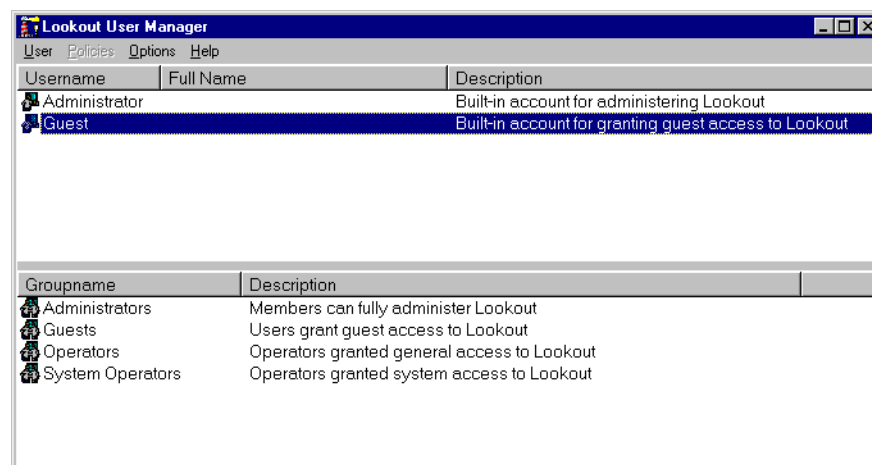 Lookout User Manager
User Policies Options Help
Username Full Name Description
Administrator Built-in account for administering Lookout
Guest Built-in account for granting guest access to Lookout
Groupname Description
Administrators Members can fully administer Lookout
Guests Users grant guest access to Lookout
Operators Operators granted general access to Lookout
System Operators Operators granted system access to Lookout